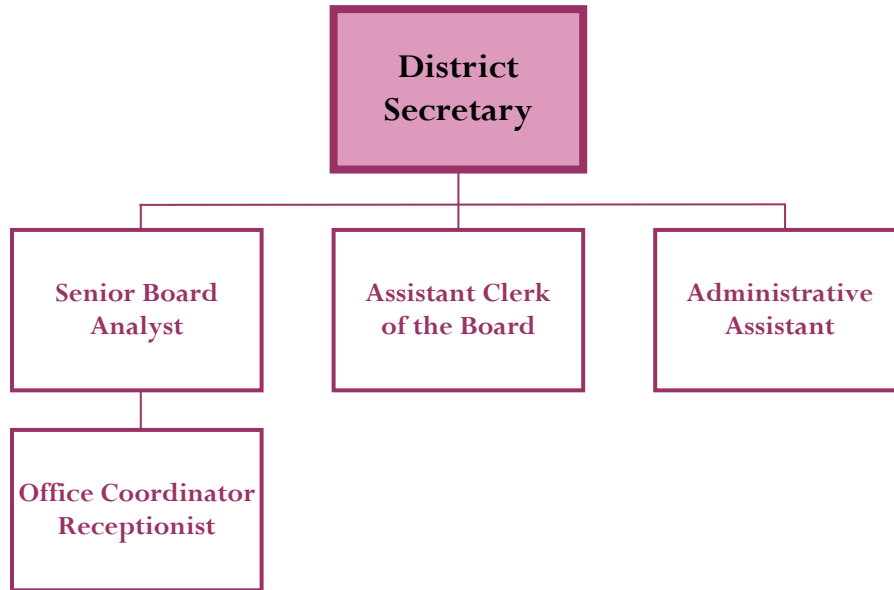 District
Secretary
Senior Board
Analyst
Assistant Clerk
of the Board
Administrative
Assistant
Office Coordinator
Receptionist